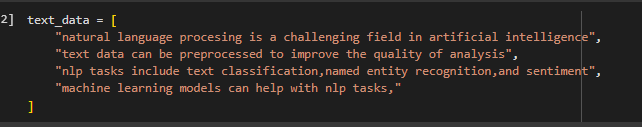 2] text_data = [
"natural language procesing is a challenging field in artificial intelligence",
"text data can be preprocessed to improve the quality of analysis",
"nlp tasks include text classification,named entity recognition,and sentiment",
"machine learning models can help with nlp tasks,"
]